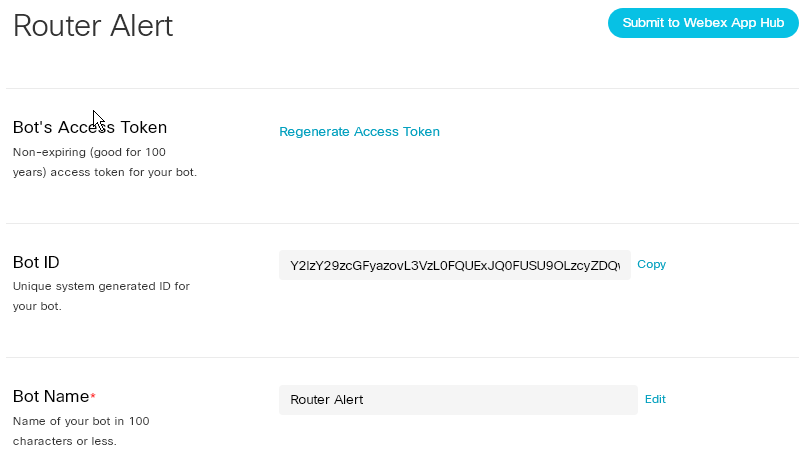 Router Alert
Submit to Webex App Hub
Bot's Access Token
Regenerate Access Token
Non-expiring (good for 100
years) access token for your bot.
Bot ID
Y2lzY29zcGFyazovL3VzL0FQUExJQ0FUSU9OLzcyZDQ
Copy
Unique system generated ID for
your bot.
Bot Name*
Router Alert
Edit
Name of your bot in 100
characters or less.